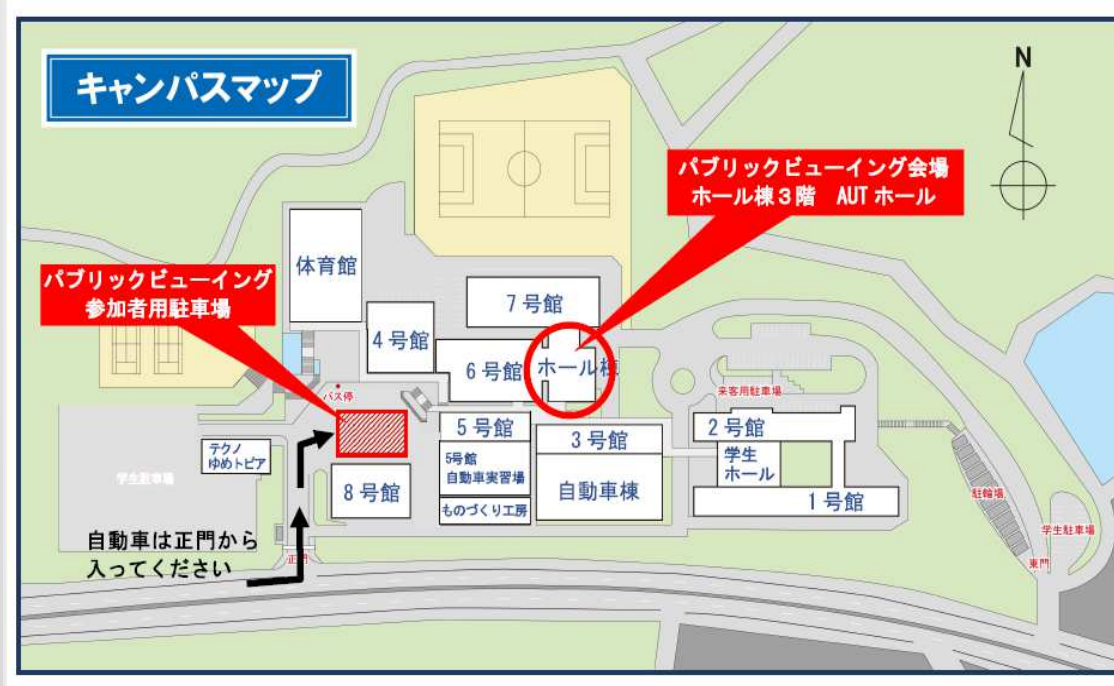 キャンパスマップ
N
パブリックビューイング会場
ホール棟3階　AUTホール
体育館
パブリックビューイング
参加者用駐車場
7号館
4号館
6号館
ホール棟
バス停
来客用駐車場
5号館
3号館
2号館
テクノ
ゆめトピア
5号館
自動車実習場
学生
ホール
学生駐車場
8号館
自動車棟
ものづくり工房
1号館
駐輪場
学生駐車場
自動車は正門から
入ってください
正門
東門